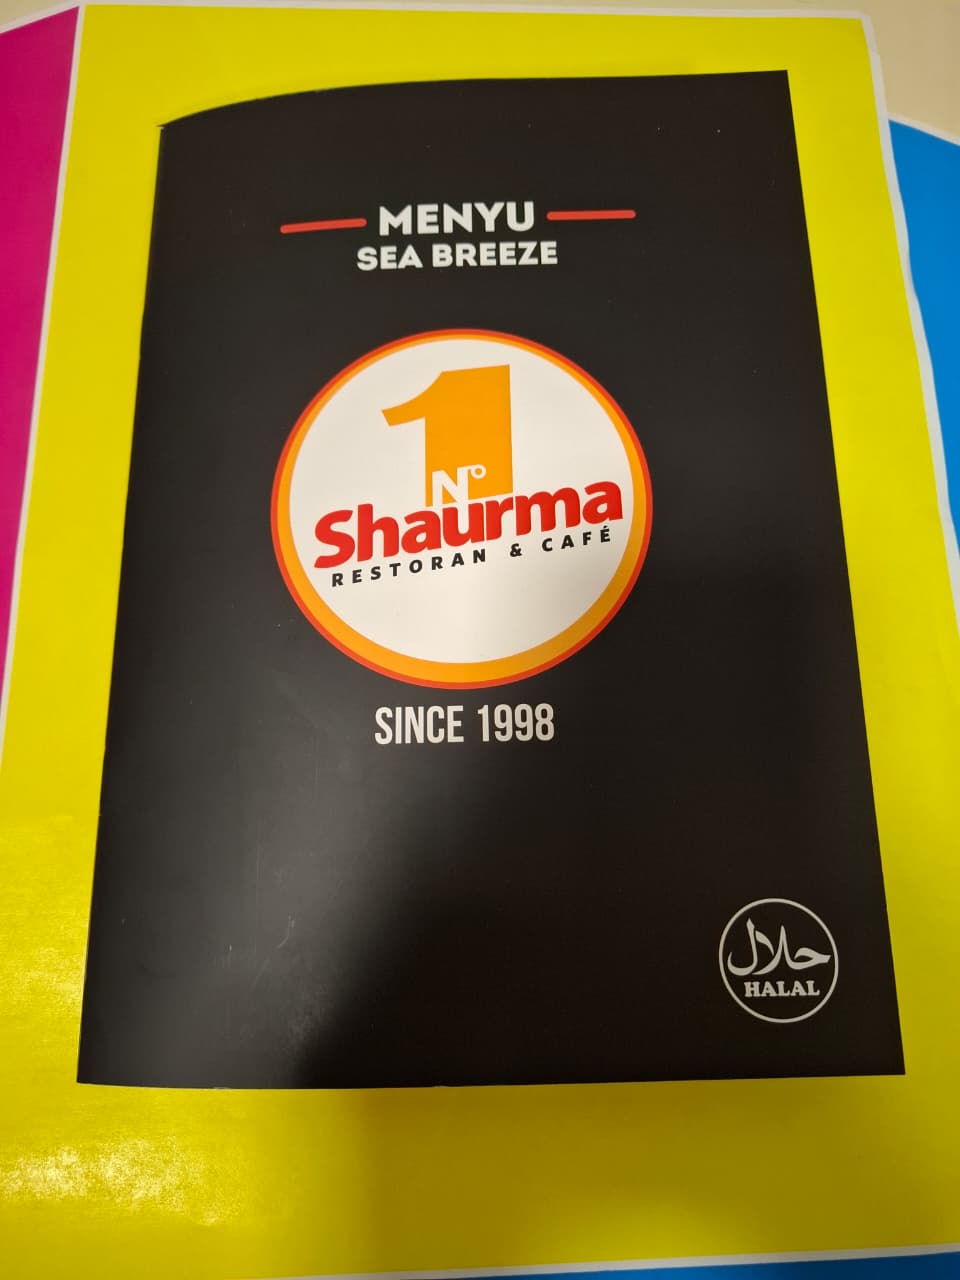 MENYU
SEA BREEZE
1
Nº
Shaurma
RESTORAN & CAFÉ
SINCE 1998
حلال
HALAL